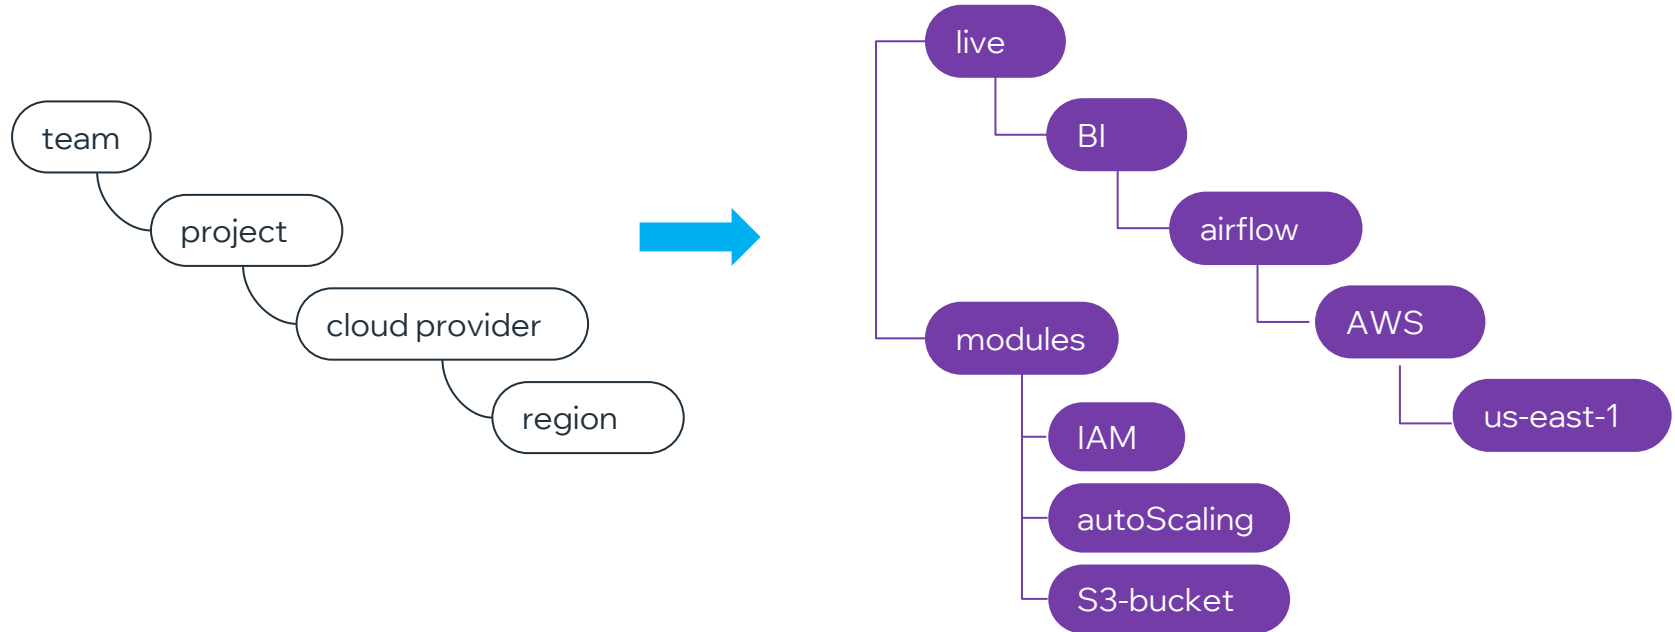 team
project
cloud provider
region
live
BI
airflow
AWS
us-east-1
modules
IAM
autoScaling
S3-bucket